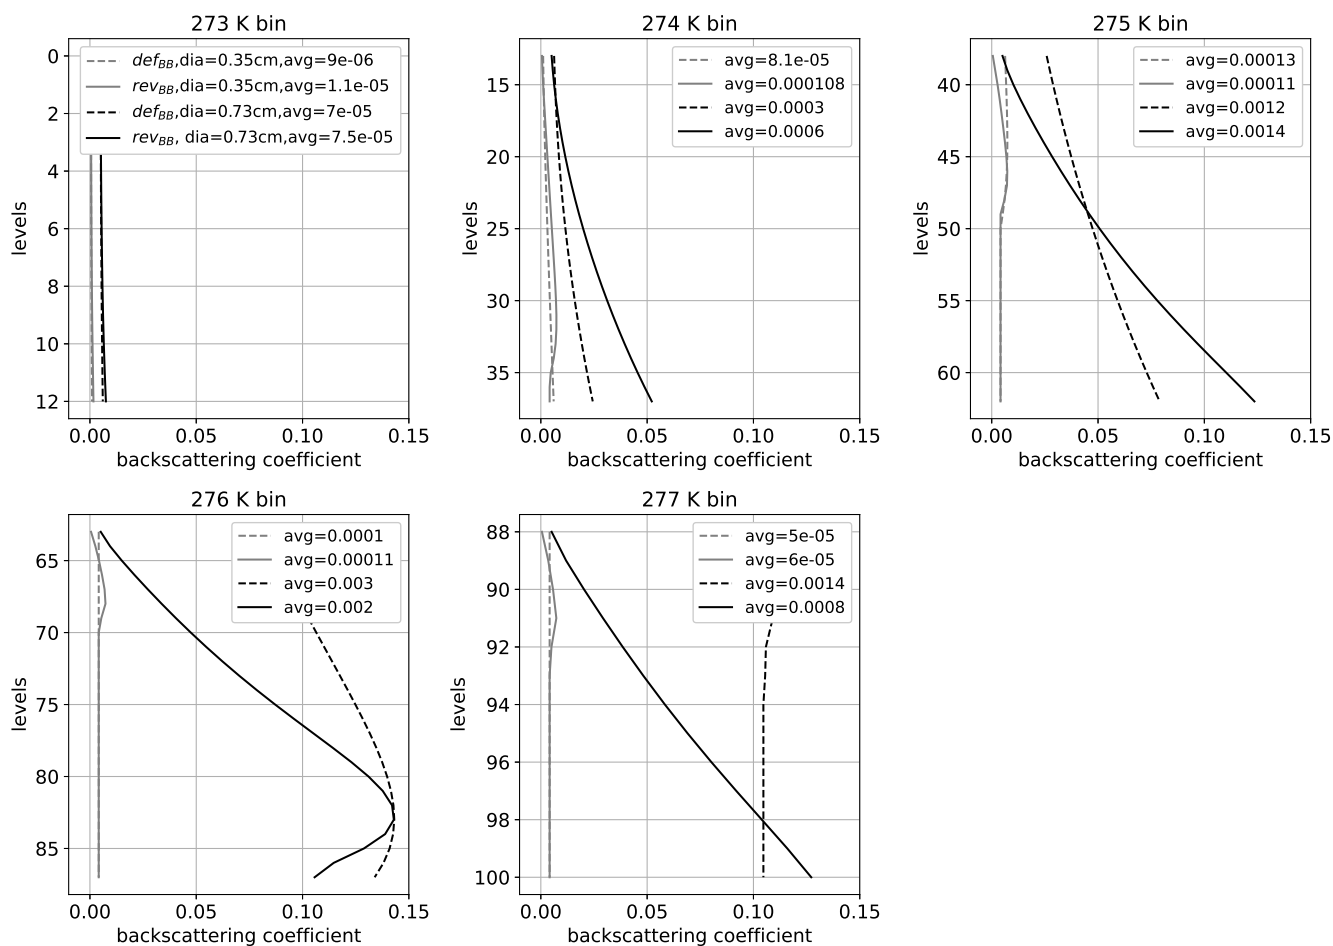 273 K bin
def_BB,dia=0.35cm,avg=9e-06
rev_BB,dia=0.35cm,avg=1.1e-05
def_BB,dia=0.73cm,avg=7e-05
rev_BB, dia=0.73cm,avg=7.5e-05
0
2
4
6
8
10
12
levels
0.00 0.05 0.10 0.15
backscattering coefficient
274 K bin
avg=8.1e-05
avg=0.000108
avg=0.0003
avg=0.0006
15
20
25
30
35
levels
0.00 0.05 0.10 0.15
backscattering coefficient
275 K bin
avg=0.00013
avg=0.00011
avg=0.0012
avg=0.0014
40
45
50
55
60
levels
0.00 0.05 0.10 0.15
backscattering coefficient
276 K bin
avg=0.0001
avg=0.00011
avg=0.003
avg=0.002
65
70
75
80
85
levels
0.00 0.05 0.10 0.15
backscattering coefficient
277 K bin
avg=5e-05
avg=6e-05
avg=0.0014
avg=0.0008
88
90
92
94
96
98
100
levels
0.00 0.05 0.10 0.15
backscattering coefficient